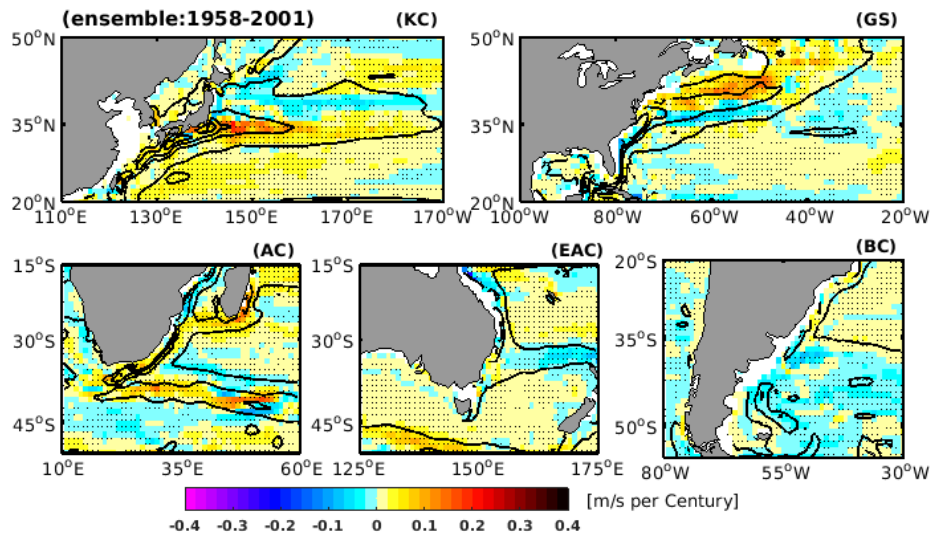 (ensemble:1958-2001) (KC) (GS)
50°N 50°N
35°N 35°N
20°N 20°N
110°E 130°E 150°E 170°E 170°W 100°W 80°W 60°W 40°W 20°W
(AC) (EAC) (BC)
15°S 15°S 20°S
30°S 30°S 35°S
45°S 45°S 50°S
10°E 35°E 60°E 125°E 150°E 175°E 80°W 55°W 30°W
[m/s per Century]
-0.4 -0.3 -0.2 -0.1 0 0.1 0.2 0.3 0.4